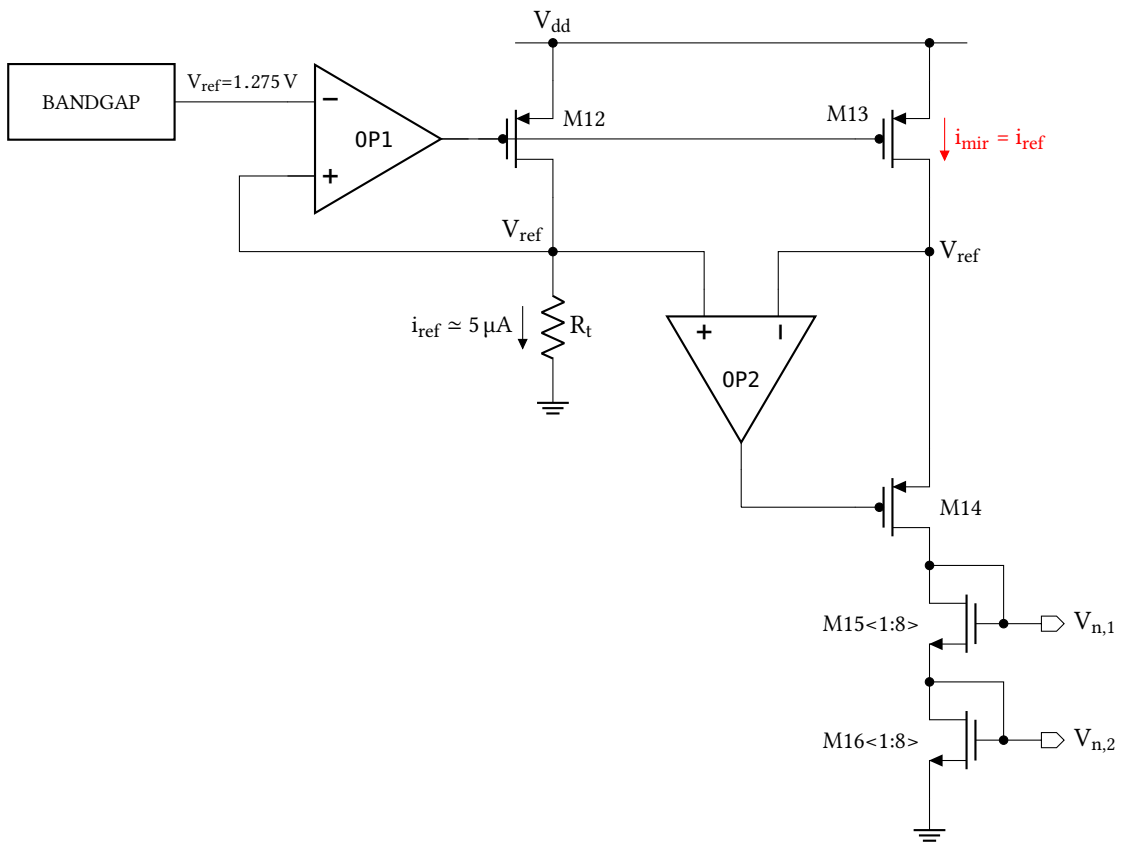 V_dd
BANDGAP
V_ref=1.275 V
−
OP1
+
M12
M13
i_mir = i_ref
V_ref
V_ref
i_ref ≃ 5 µA
R_t
+
−
OP2
M14
M15<1:8>
V_n,1
M16<1:8>
V_n,2